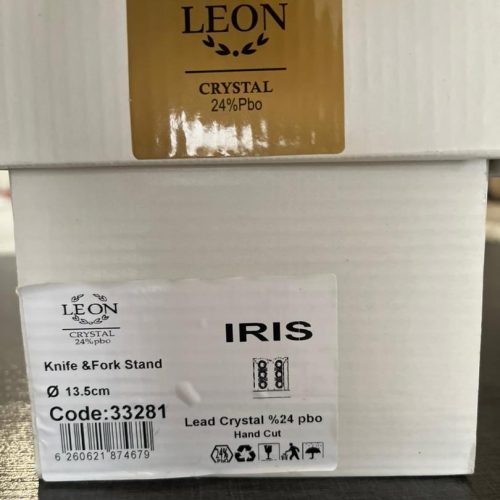 LEON
CRYSTAL
24%Pbo
LEON
CRYSTAL
24%pbo
IRIS
Knife &Fork Stand
Ø 13.5cm
Code:33281
Lead Crystal %24 pbo
Hand Cut
6 260621 874679